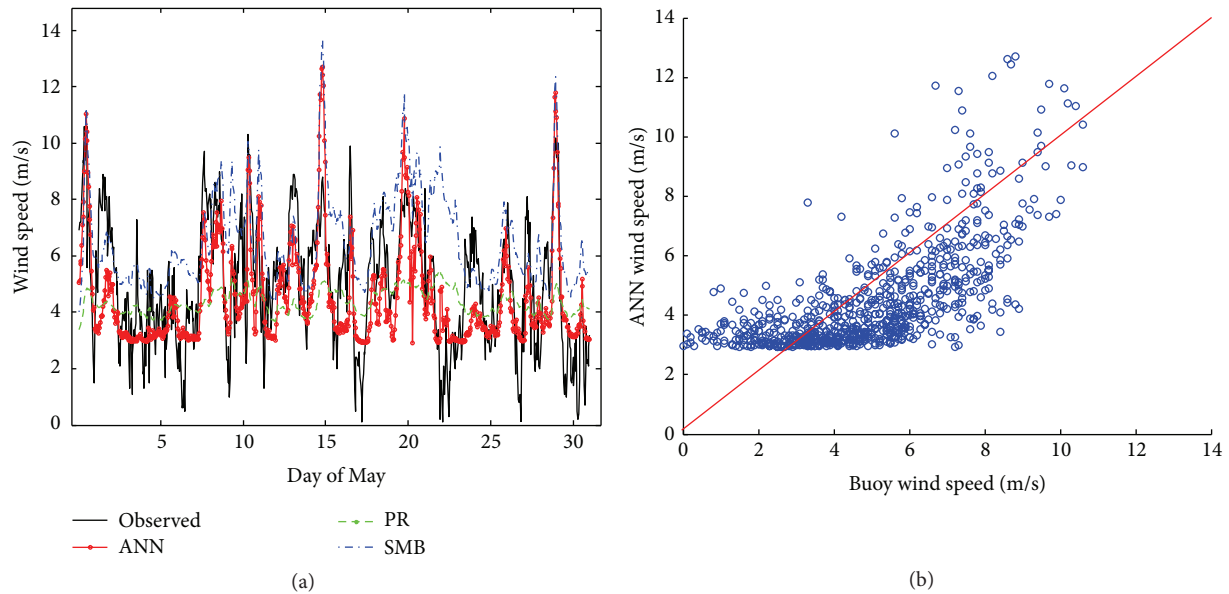 14
12
10
8
6
4
2
0
Wind speed (m/s)
5 10 15 20 25 30
Day of May
Observed
ANN
PR
SMB
(a)
14
12
10
8
6
4
2
0
ANN wind speed (m/s)
0 2 4 6 8 10 12 14
Buoy wind speed (m/s)
(b)